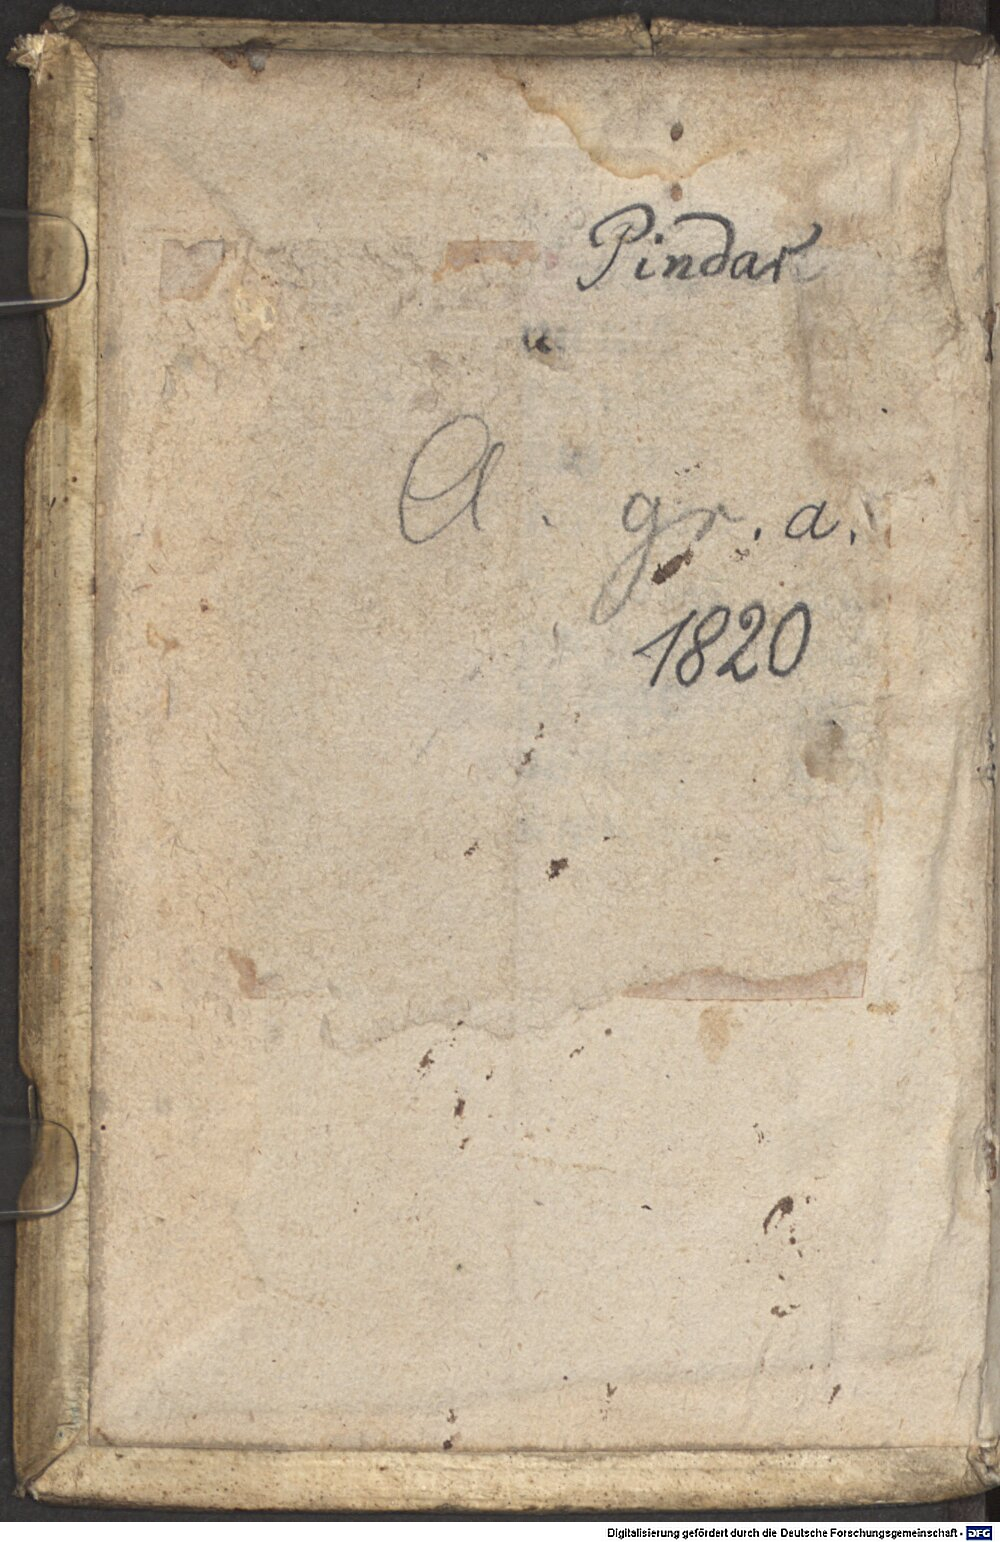 Pindar
A. gr. a.
1820
Digitalisierung gefördert durch die Deutsche Forschungsgemeinschaft - DFG